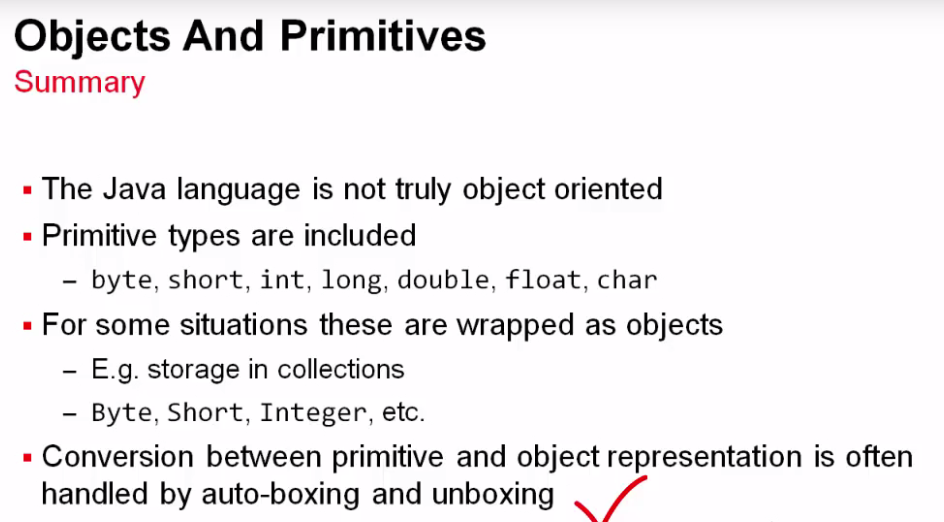 Objects And Primitives
Summary
▪ The Java language is not truly object oriented
▪ Primitive types are included
– byte, short, int, long, double, float, char
▪ For some situations these are wrapped as objects
– E.g. storage in collections
– Byte, Short, Integer, etc.
▪ Conversion between primitive and object representation is often
handled by auto-boxing and unboxing